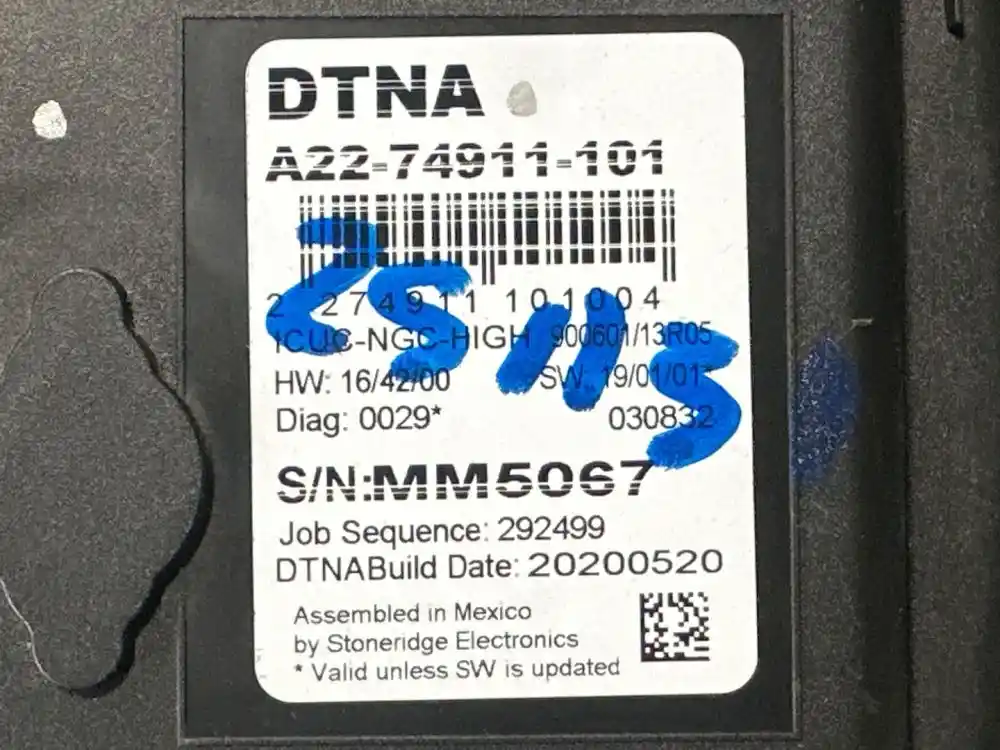 DTNA
A22-74911-101
2 274911 101004
ICUC-NGC-HIGH 900601/13R05
HW: 16/42/00 SW: 19/01/01*
Diag: 0029* 030832
25113
S/N:MM5067
Job Sequence: 292499
DTNABuild Date: 20200520
Assembled in Mexico
by Stoneridge Electronics
* Valid unless SW is updated